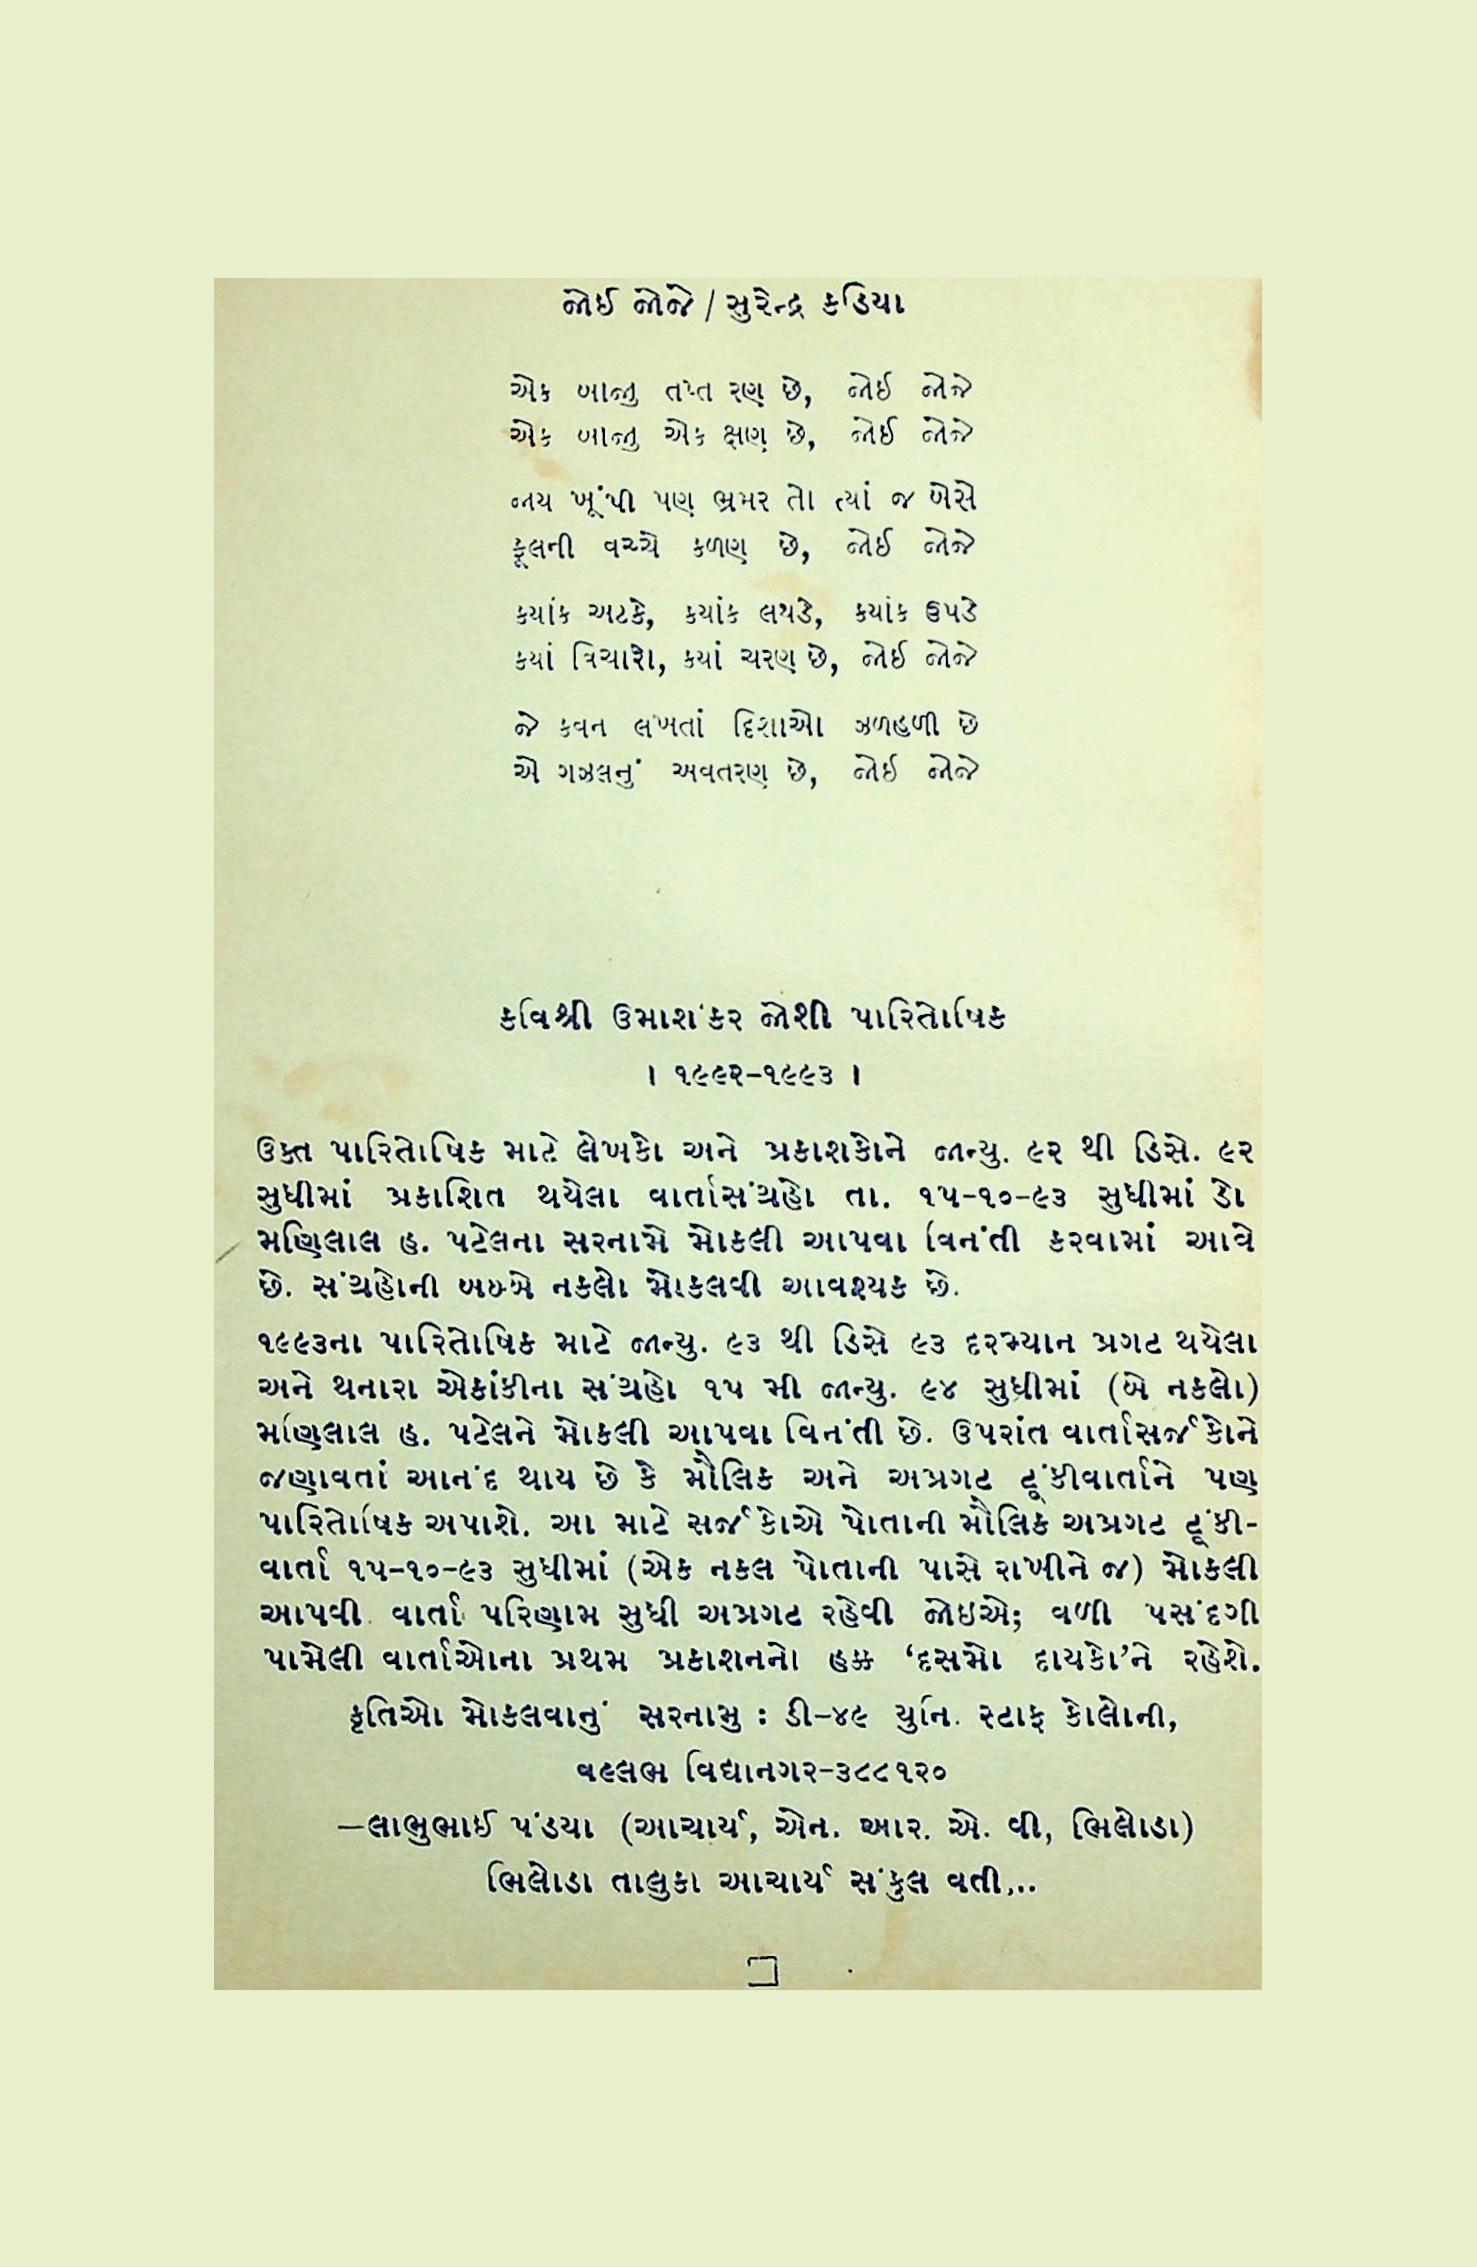 જોઈ જોજે / સુરેન્દ્ર કડિયા
એક બાજુ તપ્ત રણ છે, જોઈ જોજે
એક બાજુ એક ક્ષણ છે, જોઈ જોજે
જાય ખૂંપી પણ ભ્રમર તો ત્યાં જ બેસે
ફૂલની વચ્ચે કળણ છે, જોઈ જોજે
કયાંક અટકે, કયાંક લથડે, કયાંક ઉપડે
કયાં વિચારો, કયાં ચરણ છે, જોઈ જોજે
જે કવન લખતાં દિશાઓ ઝળહળી છે
એ ગઝલનું અવતરણ છે, જોઈ જોજે
કવિશ્રી ઉમાશંકર જોશી પારિતોષિક
। ૧૯૯૨–૧૯૯૩ ।
ઉક્ત પારિતોષિક માટે લેખકો અને પ્રકાશકોને જાન્યુ. ૯૨ થી ડિસે. ૯૨
સુધીમાં પ્રકાશિત થયેલા વાર્તાસંગ્રહો તા. ૧૫–૧૦–૯૩ સુધીમાં ડો
મણિલાલ હ. પટેલના સરનામે મોકલી આપવા વિનંતી કરવામાં આવે
છે. સંગ્રહોની બબ્બે નકલો મોકલવી આવશ્યક છે.
૧૯૯૩ના પારિતોષિક માટે જાન્યુ. ૯૩ થી ડિસે ૯૩ દરમ્યાન પ્રગટ થયેલા
અને થનારા એકાંકીના સંગ્રહો ૧૫ મી જાન્યુ. ૯૪ સુધીમાં (બે નકલો)
મણિલાલ હ. પટેલને મોકલી આપવા વિનંતી છે. ઉપરાંત વાર્તાસર્જકોને
જણાવતાં આનંદ થાય છે કે મૌલિક અને અપ્રગટ ટૂંકીવાર્તાને પણ
પારિતોષિક અપાશે. આ માટે સર્જકોએ પોતાની મૌલિક અપ્રગટ ટૂંકી-
વાર્તા ૧૫–૧૦–૯૩ સુધીમાં (એક નકલ પોતાની પાસે રાખીને જ) મોકલી
આપવી. વાર્તા પરિણામ સુધી અપ્રગટ રહેવી જોઇએ; વળી પસંદગી
પામેલી વાર્તાઓના પ્રથમ પ્રકાશનનો હક્ક ‘દસમો દાયકો’ને રહેશે.
કૃતિઓ મોકલવાનું સરનામુ : ડી–૪૯ યુનિ. સ્ટાફ કોલોની,
વલ્લભ વિદ્યાનગર–૩૮૮૧૨૦
—લાભુભાઈ પંડયા (આચાર્ય, એન. આર. એ. વી, ભિલોડા)
ભિલોડા તાલુકા આચાર્ય સંકુલ વતી...